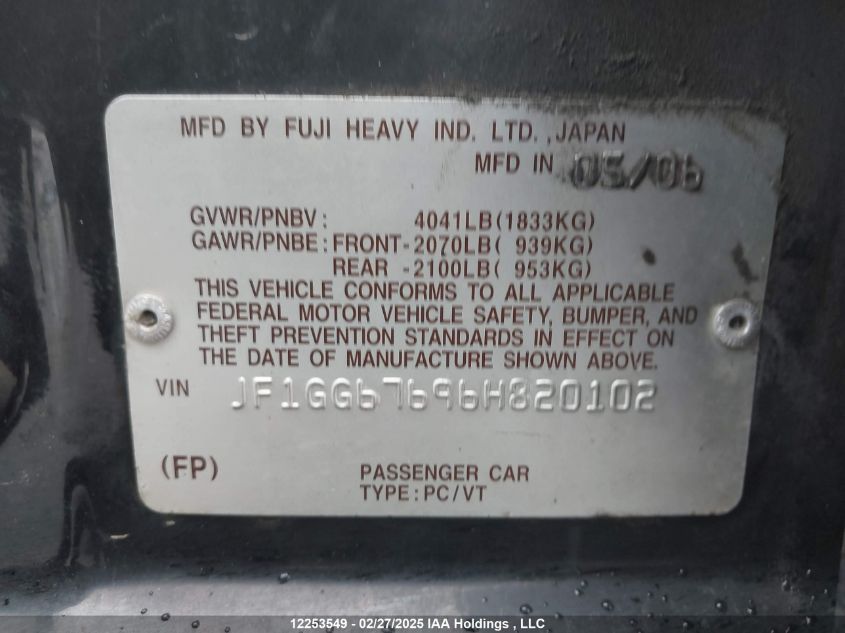 MFD BY FUJI HEAVY IND. LTD.,JAPAN
MFD IN 05/06
GVWR/PNBV: 4041LB(1833KG)
GAWR/PNBE:FRONT-2070LB( 939KG)
REAR -2100LB( 953KG)
THIS VEHICLE CONFORMS TO ALL APPLICABLE
FEDERAL MOTOR VEHICLE SAFETY, BUMPER, AND
THEFT PREVENTION STANDARDS IN EFFECT ON
THE DATE OF MANUFACTURE SHOWN ABOVE.
VIN JF1GG67696H820102
(FP) PASSENGER CAR
TYPE:PC/VT
12253549 - 02/27/2025 IAA Holdings , LLC